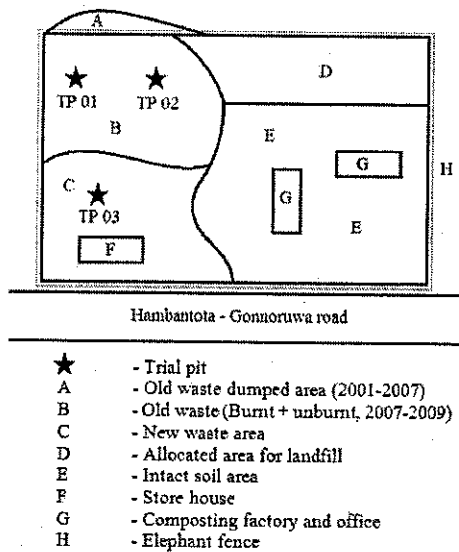 A
TP 01
TP 02
D
B
E
C
G
H
G
TP 03
E
F
Hambantota - Gonnoruwa road
★ - Trial pit
A - Old waste dumped area (2001-2007)
B - Old waste (Burnt + unburnt, 2007-2009)
C - New waste area
D - Allocated area for landfill
E - Intact soil area
F - Store house
G - Composting factory and office
H - Elephant fence